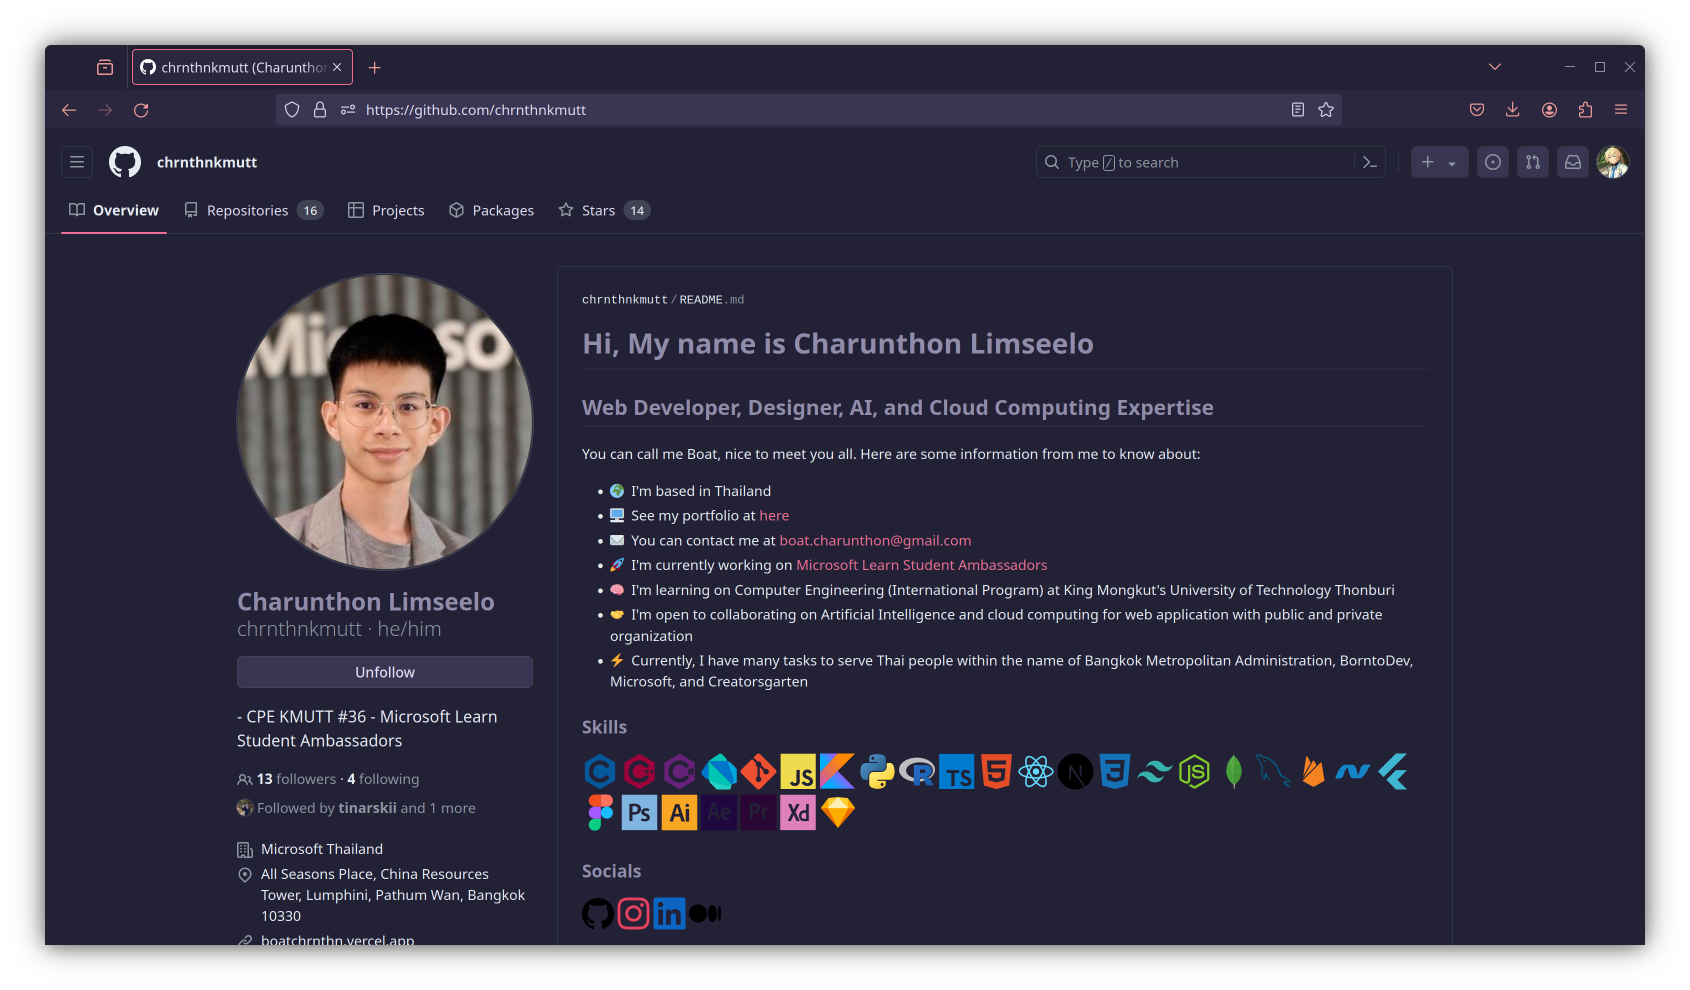 chrnthnkmutt (Charuntho
https://github.com/chrnthnkmutt
chrnthnkmutt
Type / to search
Overview
Repositories 16
Projects
Packages
Stars 14
Microso
Charunthon Limseelo
chrnthnkmutt · he/him
Unfollow
- CPE KMUTT #36 - Microsoft Learn
Student Ambassadors
13 followers · 4 following
Followed by tinarskii and 1 more
Microsoft Thailand
All Seasons Place, China Resources
Tower, Lumphini, Pathum Wan, Bangkok
10330
boatchrnthn.vercel.app
chrnthnkmutt/README.md
Hi, My name is Charunthon Limseelo
Web Developer, Designer, AI, and Cloud Computing Expertise
You can call me Boat, nice to meet you all. Here are some information from me to know about:
• 🌍 I'm based in Thailand
• 🖥️ See my portfolio at here
• ✉️ You can contact me at boat.charunthon@gmail.com
• 🚀 I'm currently working on Microsoft Learn Student Ambassadors
• 🧠 I'm learning on Computer Engineering (International Program) at King Mongkut's University of Technology Thonburi
• 🤝 I'm open to collaborating on Artificial Intelligence and cloud computing for web application with public and private
organization
• ⚡ Currently, I have many tasks to serve Thai people within the name of Bangkok Metropolitan Administration, BorntoDev,
Microsoft, and Creatorsgarten
Skills
C C++ C# JS R TS 5 N 3 JS
Ps Ai Ae Pr Xd
Socials
in